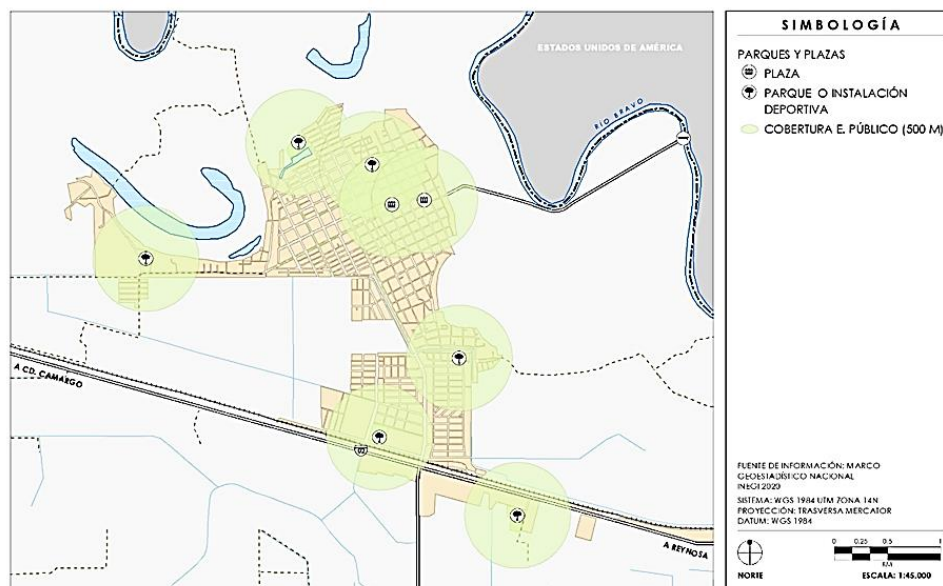 ESTADOS UNIDOS DE AMÉRICA
RÍO BRAVO
A CD. CAMARGO
A REYNOSA
SIMBOLOGÍA
PARQUES Y PLAZAS
PLAZA
PARQUE O INSTALACIÓN
DEPORTIVA
COBERTURA E. PÚBLICO (500 M)
FUENTE DE INFORMACIÓN: MARCO
GEOESTADÍSTICO NACIONAL
INEGI 2020
SISTEMA: WGS 1984 UTM ZONA 14N
PROYECCIÓN: TRASVERSA MERCATOR
DATUM: WGS 1984
NORTE
0 0.25 0.5 1
KM
ESCALA: 1:45,000